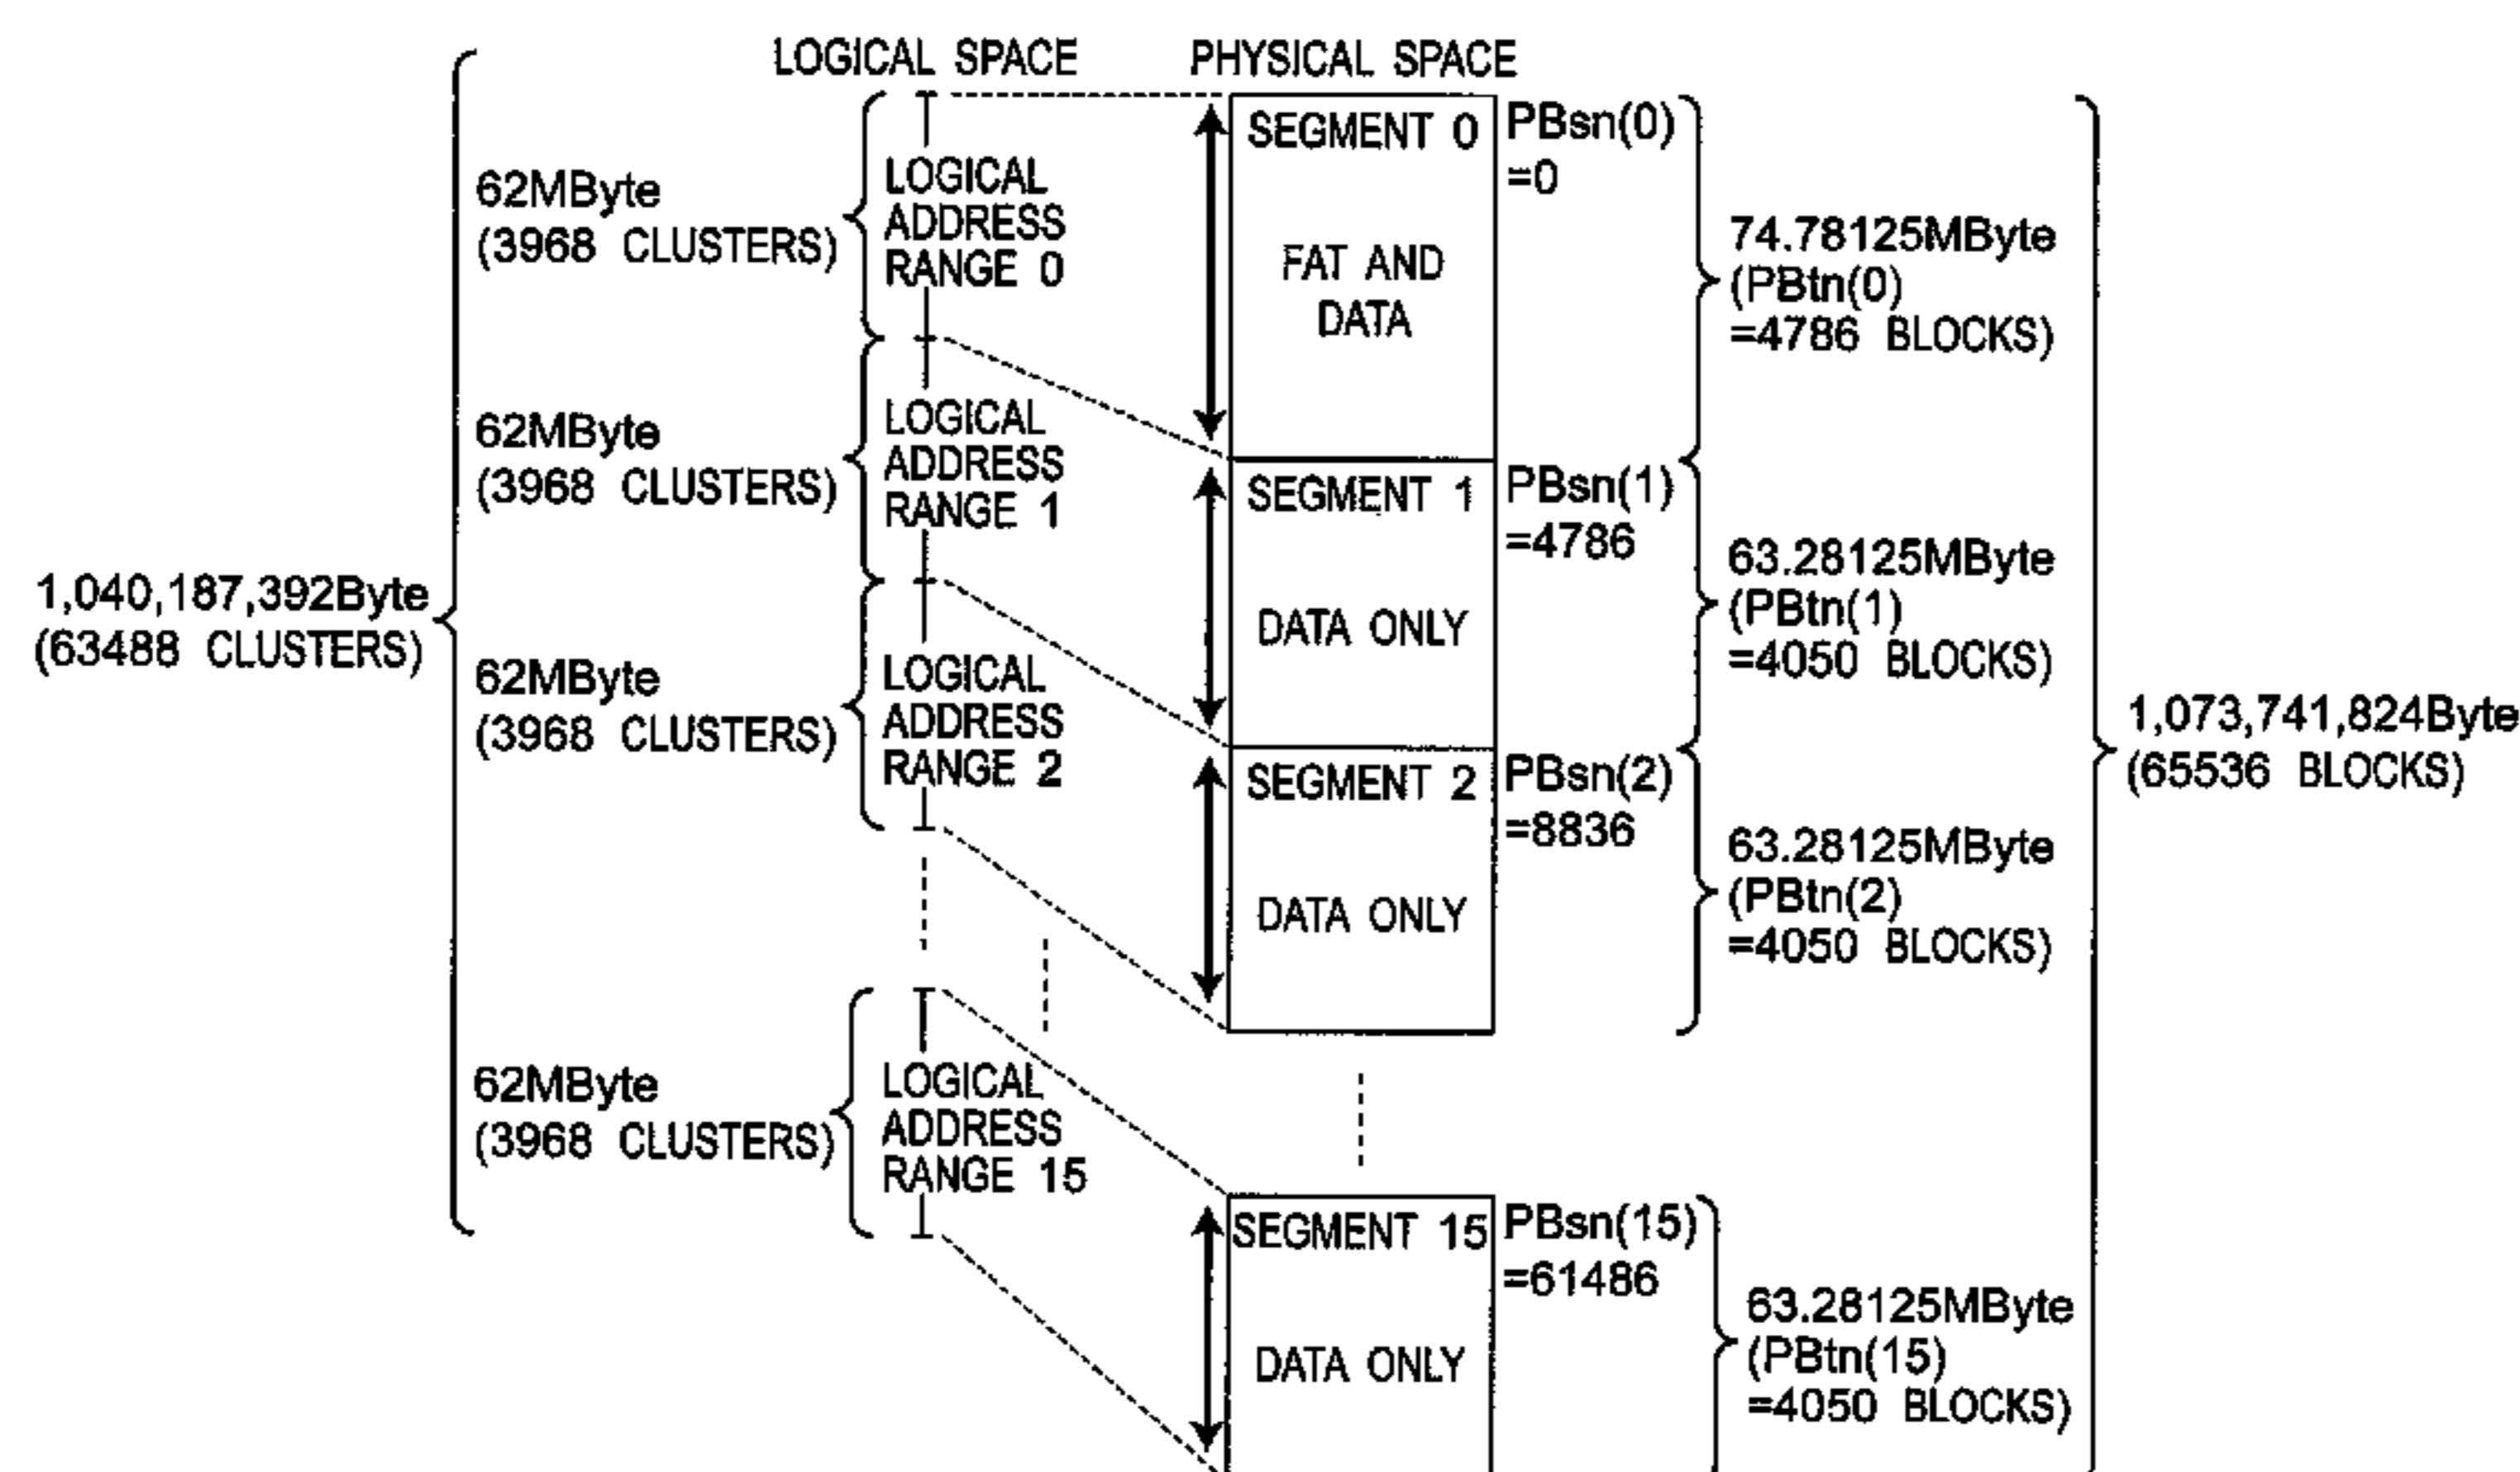 LOGICAL SPACE
PHYSICAL SPACE
62MByte
(3968 CLUSTERS)
LOGICAL
ADDRESS
RANGE 0
SEGMENT 0
FAT AND
DATA
PBsn(0)
=0
74.78125MByte
(PBtn(0)
=4786 BLOCKS)
62MByte
(3968 CLUSTERS)
LOGICAL
ADDRESS
RANGE 1
SEGMENT 1
DATA ONLY
PBsn(1)
=4786
63.28125MByte
(PBtn(1)
=4050 BLOCKS)
1,040,187,392Byte
(63488 CLUSTERS)
62MByte
(3968 CLUSTERS)
LOGICAL
ADDRESS
RANGE 2
SEGMENT 2
DATA ONLY
PBsn(2)
=8836
63.28125MByte
(PBtn(2)
=4050 BLOCKS)
1,073,741,824Byte
(65536 BLOCKS)
62MByte
(3968 CLUSTERS)
LOGICAL
ADDRESS
RANGE 15
SEGMENT 15
DATA ONLY
PBsn(15)
=61486
63.28125MByte
(PBtn(15)
=4050 BLOCKS)